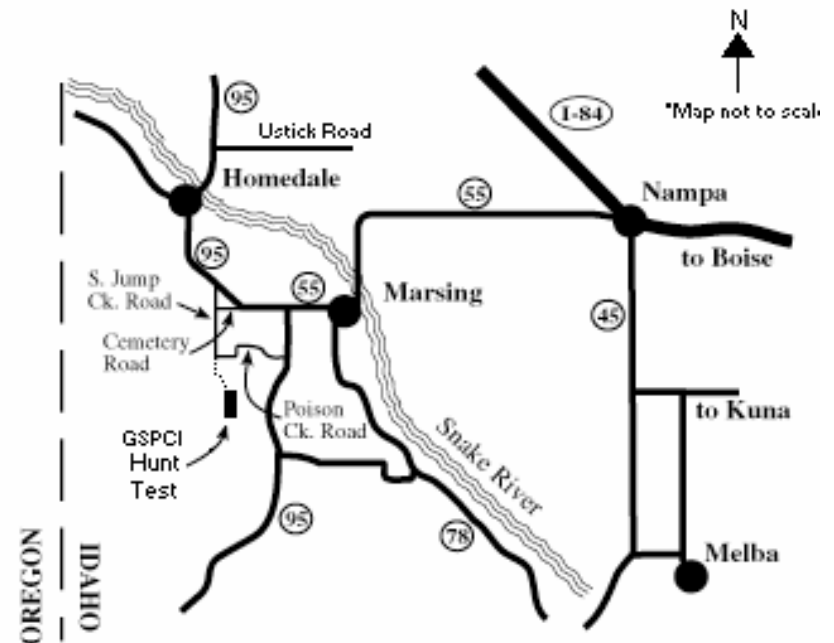 N
*Map not to scale
95
I-84
Ustick Road
Homedale
55
Nampa
to Boise
95
S. Jump
Ck. Road
55
Marsing
45
Cemetery
Road
Poison
Ck. Road
to Kuna
GSPCI
Hunt
Test
Snake River
95
78
Melba
OREGON
IDAHO